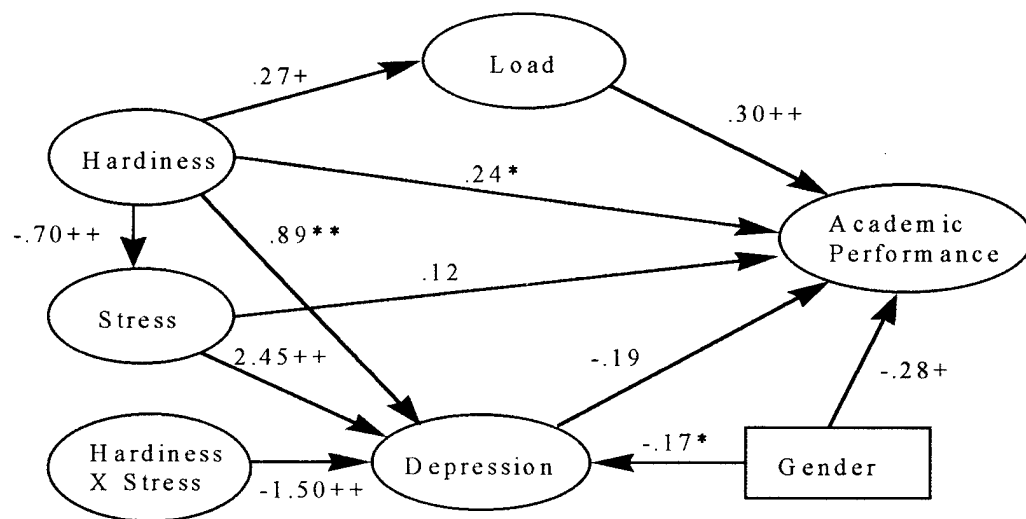 Load
.27+
.30++
Hardiness
.24*
Academic
Performance
-.70++
.89**
.12
Stress
2.45++
-.19
-.28+
Hardiness
X Stress
-1.50++
Depression
-.17*
Gender